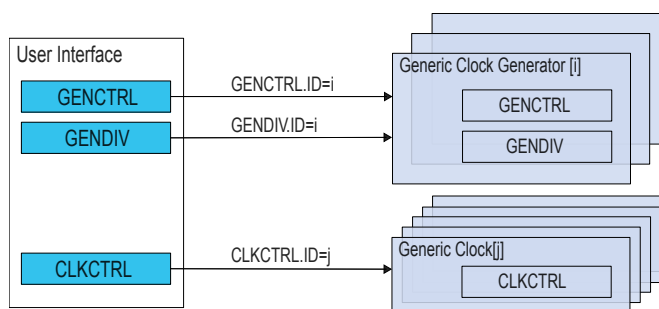 User Interface
GENCTRL
GENDIV
CLKCTRL
GENCTRL.ID=i
GENDIV.ID=i
CLKCTRL.ID=j
Generic Clock Generator [i]
GENCTRL
GENDIV
Generic Clock[j]
CLKCTRL